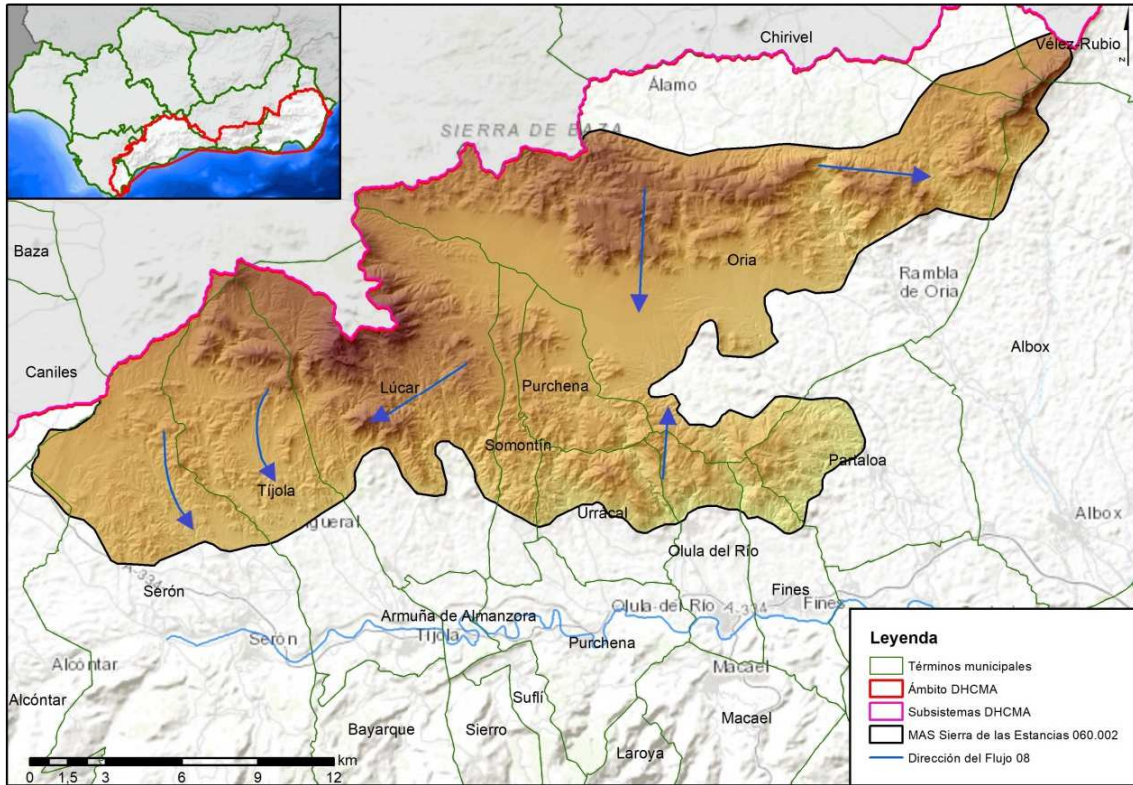 Chirivel
Vélez-Rubio
z
Álamo
SIERRA DE BAZA
Baza
Oria
Rambla
de Oria
Albox
Caniles
Lúcar
Purchena
Somontín
Partaloa
Tíjola
Urrácal
Albox
Olula del Río
Serón
A-334
Fines
Armuña de Almanzora
Olula del Río
A-334
Fines
Serón
Tíjola
Purchena
Alcóntar
Macael
Alcóntar
Suflí
Bayarque
Sierro
Macael
Laroya
Leyenda
Términos municipales
Ámbito DHCMA
Subsistemas DHCMA
MAS Sierra de las Estancias 060.002
Dirección del Flujo 08
km
0 1,5 3 6 9 12